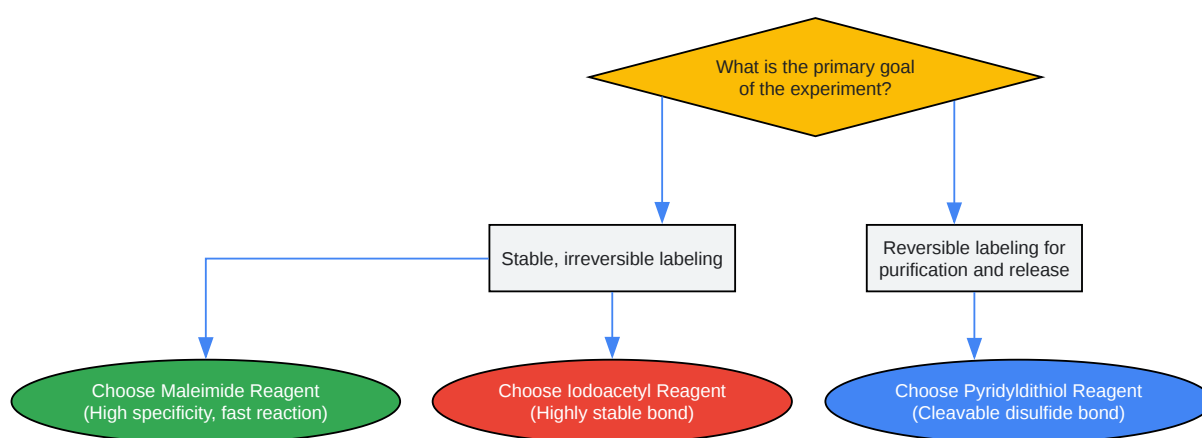 What is the primary goal
of the experiment?
Stable, irreversible labeling
Reversible labeling for
purification and release
Choose Maleimide Reagent
(High specificity, fast reaction)
Choose Iodoacetyl Reagent
(Highly stable bond)
Choose Pyridyldithiol Reagent
(Cleavable disulfide bond)